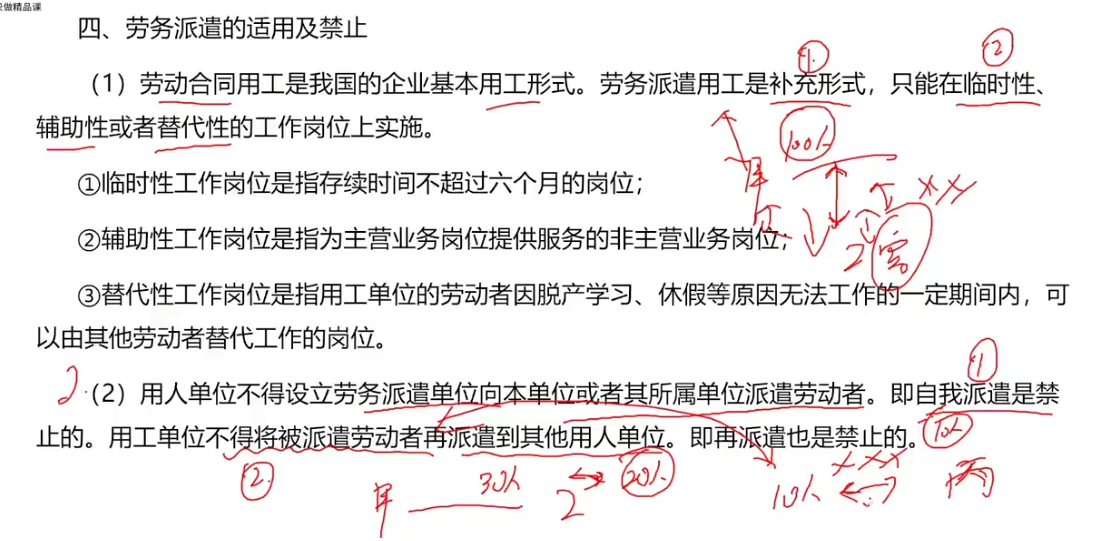 做精品课
四、劳务派遣的适用及禁止
①
②
(1)劳动合同用工是我国的企业基本用工形式。劳务派遣用工是补充形式,只能在临时性、
辅助性或者替代性的工作岗位上实施。
100人
①临时性工作岗位是指存续时间不超过六个月的岗位;
②辅助性工作岗位是指为主营业务岗位提供服务的非主营业务岗位;
2
③替代性工作岗位是指用工单位的劳动者因脱产学习、休假等原因无法工作的一定期间内,可
以由其他劳动者替代工作的岗位。
①
2
(2)用人单位不得设立劳务派遣单位向本单位或者其所属单位派遣劳动者。即自我派遣是禁
止的。用工单位不得将被派遣劳动者再派遣到其他用人单位。即再派遣也是禁止的。
②
30人
2
20人
10人
丙